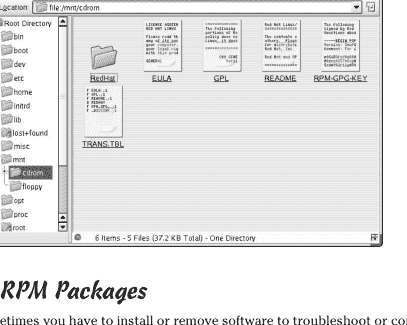 Location: file:/mnt/cdrom
Root Directory
bin
boot
dev
etc
home
initrd
lib
lost+found
misc
mnt
cdrom
floppy
opt
proc
root
RedHat
EULA
GPL
README
RPM-GPG-KEY
TRANS.TBL
6 Items - 5 Files (37.2 KB Total) - One Directory
RPM Packages
etimes you have to install or remove software to troubleshoot or co